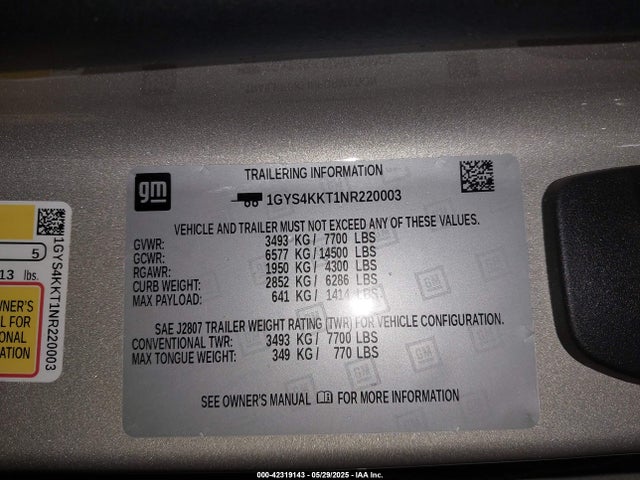 TRAILERING INFORMATION
gm
1GYS4KKT1NR220003
VEHICLE AND TRAILER MUST NOT EXCEED ANY OF THESE VALUES.
GVWR: 3493 KG / 7700 LBS
GCWR: 6577 KG / 14500 LBS
RGAWR: 1950 KG / 4300 LBS
CURB WEIGHT: 2852 KG / 6286 LBS
MAX PAYLOAD: 641 KG / 1414 LBS
SAE J2807 TRAILER WEIGHT RATING (TWR) FOR VEHICLE CONFIGURATION.
CONVENTIONAL TWR: 3493 KG / 7700 LBS
MAX TONGUE WEIGHT: 349 KG / 770 LBS
SEE OWNER'S MANUAL FOR MORE INFORMATION
5
13 lbs.
OWNER'S
L FOR
ONAL
ION
1GYS4KKT1NR220003
000-42319143 - 05/29/2025 - IAA Inc.